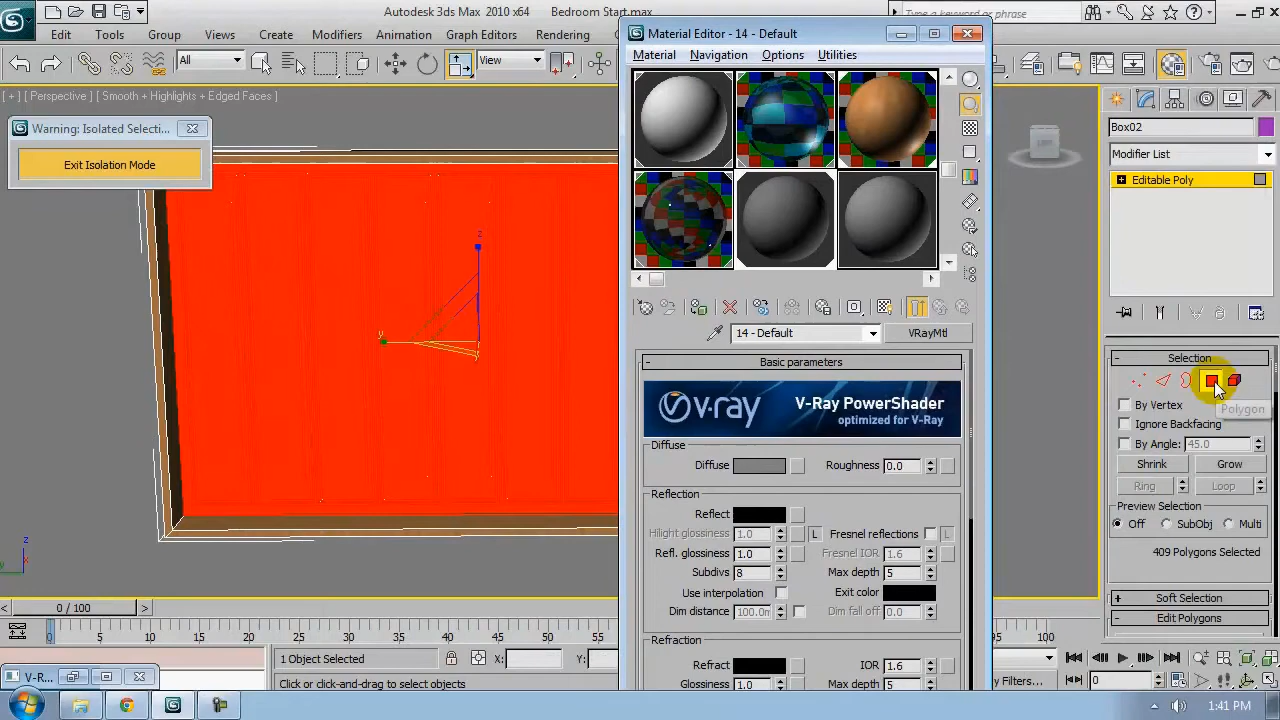 Autodesk 3ds Max 2010 x64 Bedroom Start.max
Edit Tools Group Views Create Modifiers Animation Graph Editors Rendering
All
View
[ + ] [ Perspective ] [ Smooth + Highlights + Edged Faces ]
Warning: Isolated Selecti...
Exit Isolation Mode
z
y
Material Editor - 14 - Default
Material Navigation Options Utilities
14 - Default
VRayMtl
- Basic parameters
v·ray
V-Ray PowerShader
optimized for V-Ray
Diffuse
Diffuse Roughness 0.0
Reflection
Reflect
Hilight glossiness 1.0 L Fresnel reflections L
Refl. glossiness 1.0 Fresnel IOR 1.6
Subdivs 8 Max depth 5
Use interpolation Exit color
Dim distance 100.0m Dim fall off 0.0
Refraction
Refract IOR 1.6
Glossiness 1.0 Max depth 5
Box02
Modifier List
Editable Poly
- Selection
By Vertex
Polygon
Ignore Backfacing
By Angle: 45.0
Shrink Grow
Ring Loop
Preview Selection
Off SubObj Multi
409 Polygons Selected
+ Soft Selection
Edit Polygons
z
x
y
0 / 100
0 5 10 15 20 25 30 35 40 45 50 55 100
1 Object Selected X: Y:
Click or click-and-drag to select objects
y Filters...
0
V-R...
1:41 PM